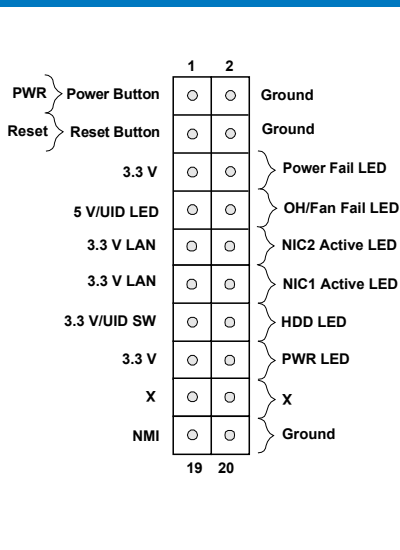 1 2
PWR Power Button Ground
Reset Reset Button Ground
3.3 V Power Fail LED
5 V/UID LED OH/Fan Fail LED
3.3 V LAN NIC2 Active LED
3.3 V LAN NIC1 Active LED
3.3 V/UID SW HDD LED
3.3 V PWR LED
X X
NMI Ground
19 20